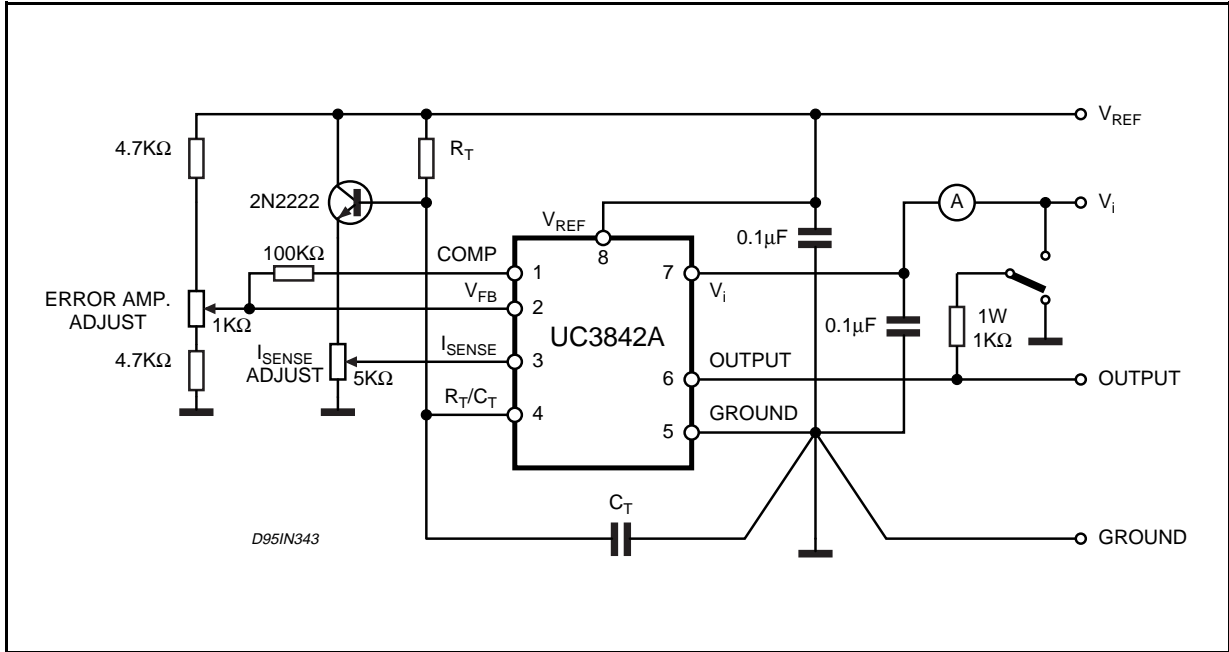 V_REF
4.7KΩ
R_T
2N2222
V_i
A
V_REF
8
0.1µF
100KΩ
COMP
1
7
V_i
V_FB
2
ERROR AMP.
ADJUST
1KΩ
UC3842A
0.1µF
1W
1KΩ
4.7KΩ
I_SENSE
ADJUST
5KΩ
I_SENSE
3
OUTPUT
6
OUTPUT
R_T/C_T
4
GROUND
5
C_T
D95IN343
GROUND